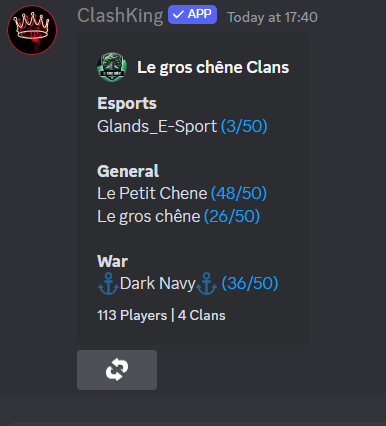 ClashKing ✓ APP Today at 17:40
Le gros chêne Clans
Esports
Glands_E-Sport (3/50)
General
Le Petit Chene (48/50)
Le gros chêne (26/50)
War
⚓Dark Navy⚓ (36/50)
113 Players | 4 Clans